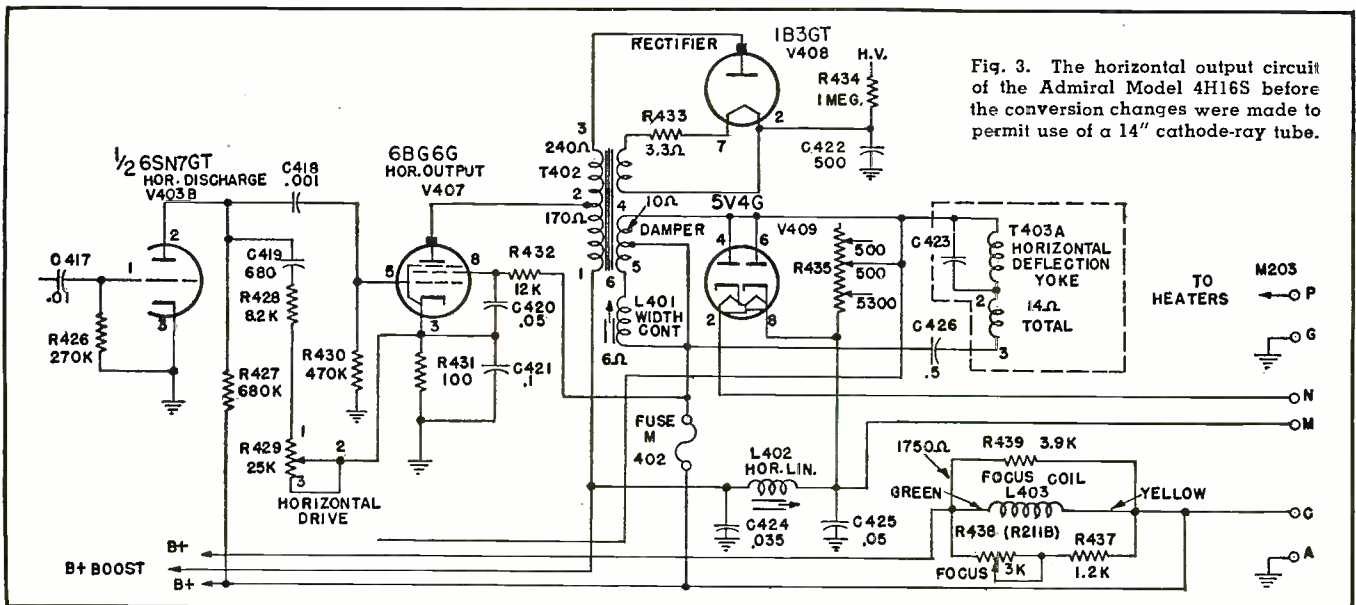 Fig. 3. The horizontal output circuit
of the Admiral Model 4H16S before
the conversion changes were made to
permit use of a 14" cathode-ray tube.
1B3GT
V408
RECTIFIER
H.V.
R434
1 MEG.
R433
3.3Ω
7
2
C422
500
3
240Ω
T402
2
170Ω
1
4
10Ω
5
6
½ 6SN7GT
HOR. DISCHARGE
V403B
C418
.001
6BG6G
HOR. OUTPUT
V407
5
8
3
R432
12K
C420
.05
C421
.1
R431
100
C417
.01
1
2
3
R426
270K
C419
680
R428
8.2K
R427
680K
R430
470K
R429
25K
1
2
3
HORIZONTAL
DRIVE
5V4G
DAMPER
V409
4
6
2
8
R435
500
500
5300
L401
WIDTH
CONT
6Ω
C423
T403A
HORIZONTAL
DEFLECTION
YOKE
2
14Ω
TOTAL
3
C426
.5
TO
HEATERS
M203
P
G
N
M
C
A
FUSE
M
402
L402
HOR. LIN.
C424
.035
C425
.05
1750Ω
R439
3.9K
FOCUS COIL
L403
GREEN
YELLOW
R438 (R211B)
R437
1.2K
FOCUS
3K
B+
B+ BOOST
B+